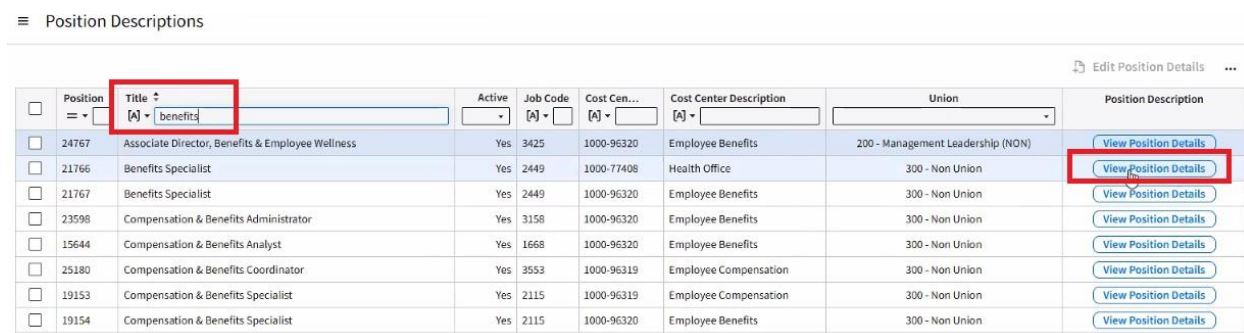 ≡ Position Descriptions
Edit Position Details ...
Position Title Active Job Code Cost Cen... Cost Center Description Union Position Description
= [A] benefits [A] [A] [A]
24767 Associate Director, Benefits & Employee Wellness Yes 3425 1000-96320 Employee Benefits 200 - Management Leadership (NON) View Position Details
21766 Benefits Specialist Yes 2449 1000-77408 Health Office 300 - Non Union View Position Details
21767 Benefits Specialist Yes 2449 1000-96320 Employee Benefits 300 - Non Union View Position Details
23598 Compensation & Benefits Administrator Yes 3158 1000-96320 Employee Benefits 300 - Non Union View Position Details
15644 Compensation & Benefits Analyst Yes 1668 1000-96320 Employee Benefits 300 - Non Union View Position Details
25180 Compensation & Benefits Coordinator Yes 3553 1000-96319 Employee Compensation 300 - Non Union View Position Details
19153 Compensation & Benefits Specialist Yes 2115 1000-96319 Employee Compensation 300 - Non Union View Position Details
19154 Compensation & Benefits Specialist Yes 2115 1000-96320 Employee Benefits 300 - Non Union View Position Details